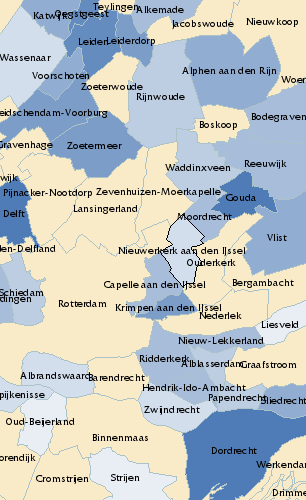 Teylingen
Katwijk
Oegstgeest
Alkemade
Jacobswoude
Nieuwkoop
Leiden
Leiderdorp
Wassenaar
Voorschoten
Alphen aan den Rijn
Zoeterwoude
Rijnwoude
Woer
eidschendam-Voorburg
Boskoop
Bodegraven
Gravenhage
Zoetermeer
Waddinxveen
Reeuwijk
wijk
Pijnacker-Nootdorp
Zevenhuizen-Moerkapelle
Gouda
Delft
Lansingerland
Moordrecht
Vlist
en-Delfland
Nieuwerkerk aan den IJssel
Ouderkerk
Capelle aan den IJssel
Bergambacht
Schiedam
dingen
Rotterdam
Krimpen aan den IJssel
Nederlek
Liesveld
Nieuw-Lekkerland
Ridderkerk
Alblasserdam
Graafstroom
Albrandswaard
Barendrecht
Hendrik-Ido-Ambacht
Papendrecht
Sliedrecht
pijkenisse
Zwijndrecht
Oud-Beijerland
Binnenmaas
Dordrecht
orendijk
Werkendam
Cromstrijen
Strijen
Drimme